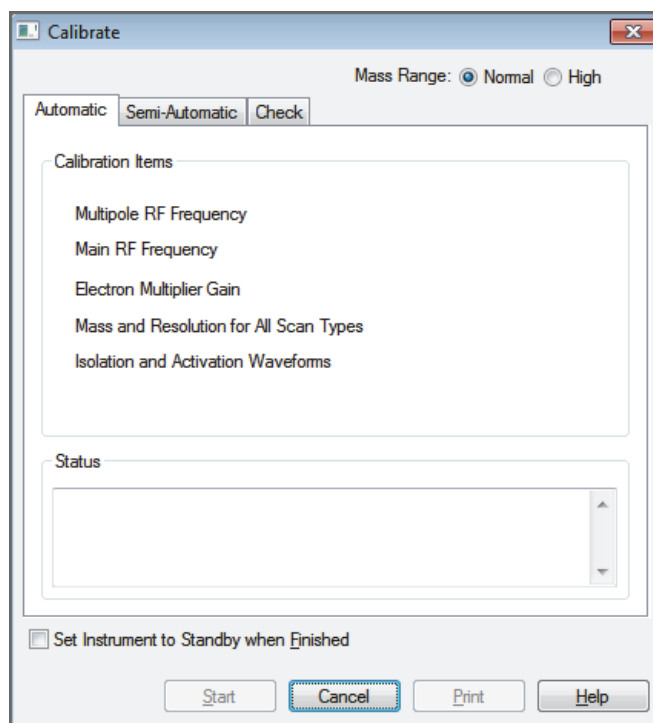 Calibrate
Mass Range: Normal High
Automatic Semi-Automatic Check
Calibration Items
Multipole RF Frequency
Main RF Frequency
Electron Multiplier Gain
Mass and Resolution for All Scan Types
Isolation and Activation Waveforms
Status
Set Instrument to Standby when Finished
Start Cancel Print Help